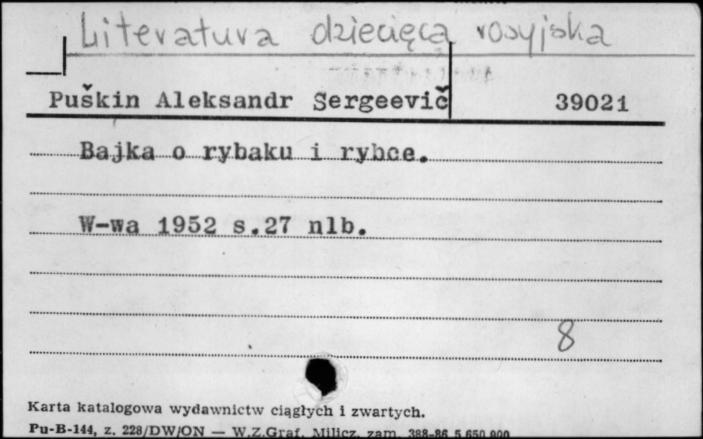 Literatura dziecięca rosyjska
Puškin Aleksandr Sergeevič 39021
Bajka o rybaku i rybce.
W-wa 1952 s.27 nlb.
8
Karta katalogowa wydawnictw ciągłych i zwartych.
Pu-B-144, z. 228/DW/ON — W.Z.Graf. Milicz, zam. 388-86 5.650.000